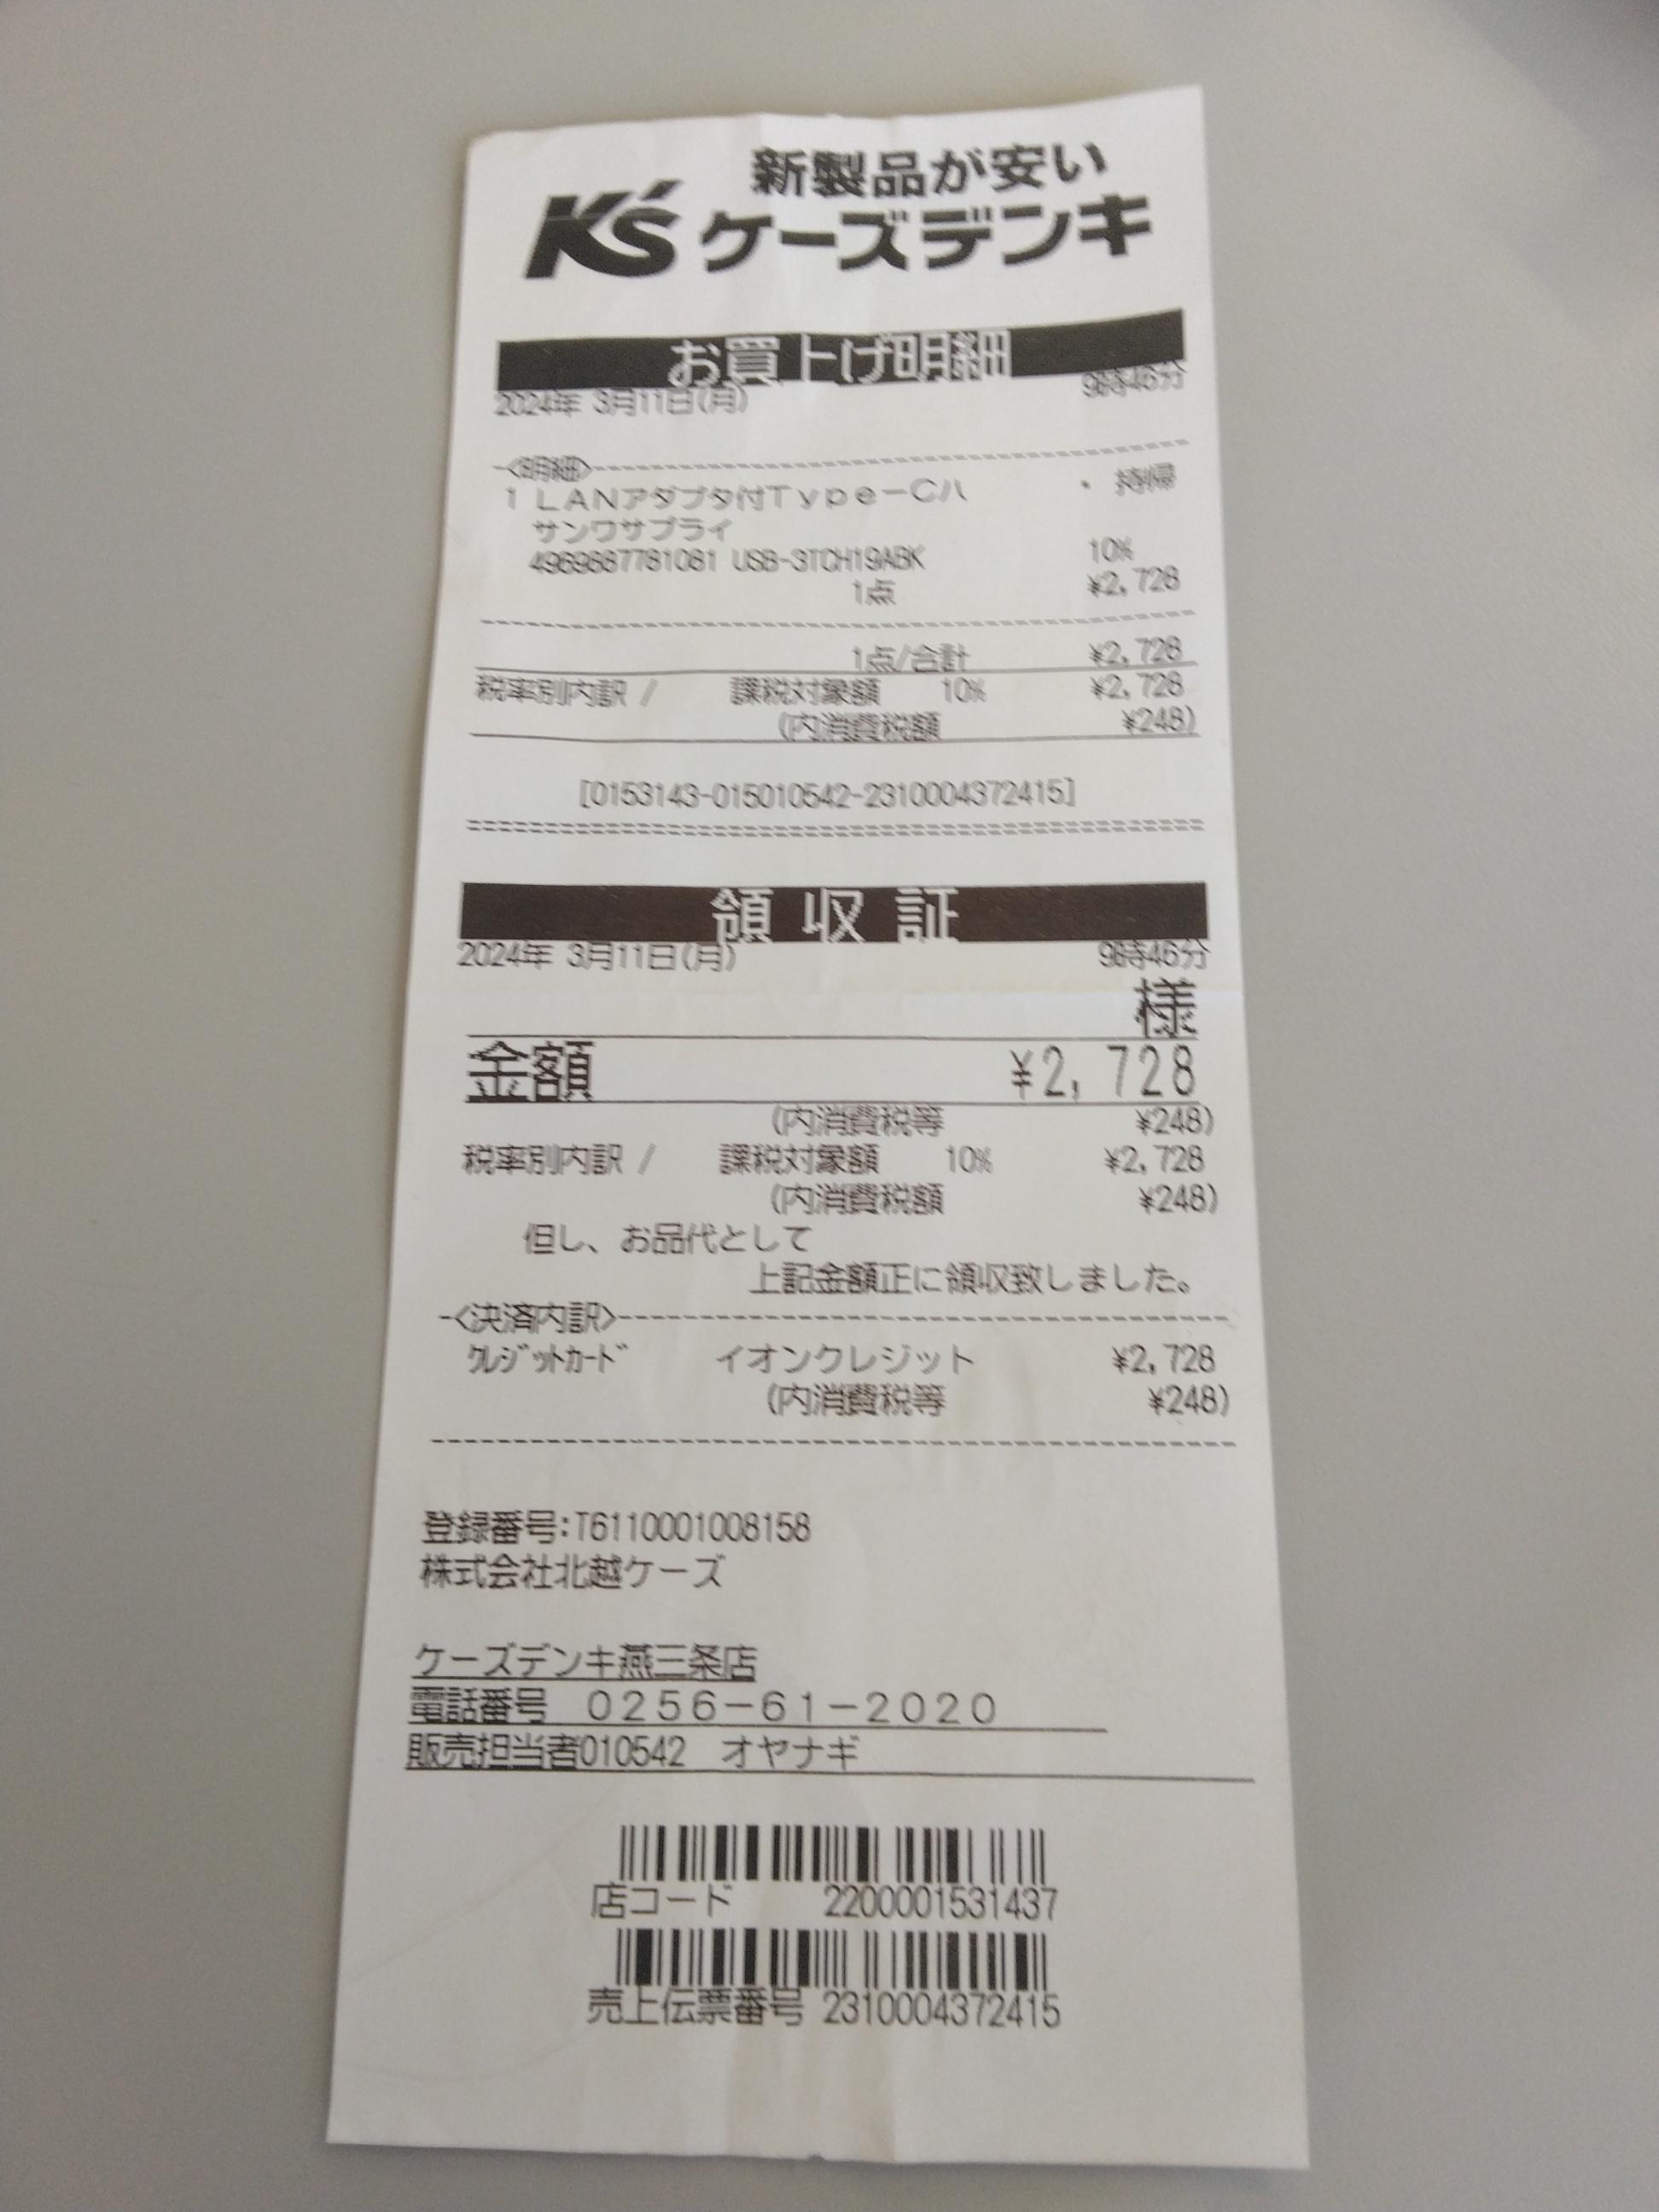 新製品が安い
K's ケーズデンキ
お買上げ明細
2024年 3月11日(月) 9時46分
-<明細>-
1 LANアダプタ付Type-Cハ ・ 持帰
サンワサプライ
4969887781081 USB-3TCH19ABK 10%
1点 ¥2,728
1点/合計 ¥2,728
税率別内訳 / 課税対象額 10% ¥2,728
(内消費税額 ¥248)
[0153143-015010542-2310004372415]
領収証
2024年 3月11日(月) 9時46分
様
金額 ¥2,728
(内消費税等 ¥248)
税率別内訳 / 課税対象額 10% ¥2,728
(内消費税額 ¥248)
但し、お品代として
上記金額正に領収致しました。
-<決済内訳>-
クレジットカード イオンクレジット ¥2,728
(内消費税等 ¥248)
登録番号:T6110001008158
株式会社北越ケーズ
ケーズデンキ燕三条店
電話番号 0256-61-2020
販売担当者010542 オヤナギ
店コード 2200001531437
売上伝票番号 2310004372415